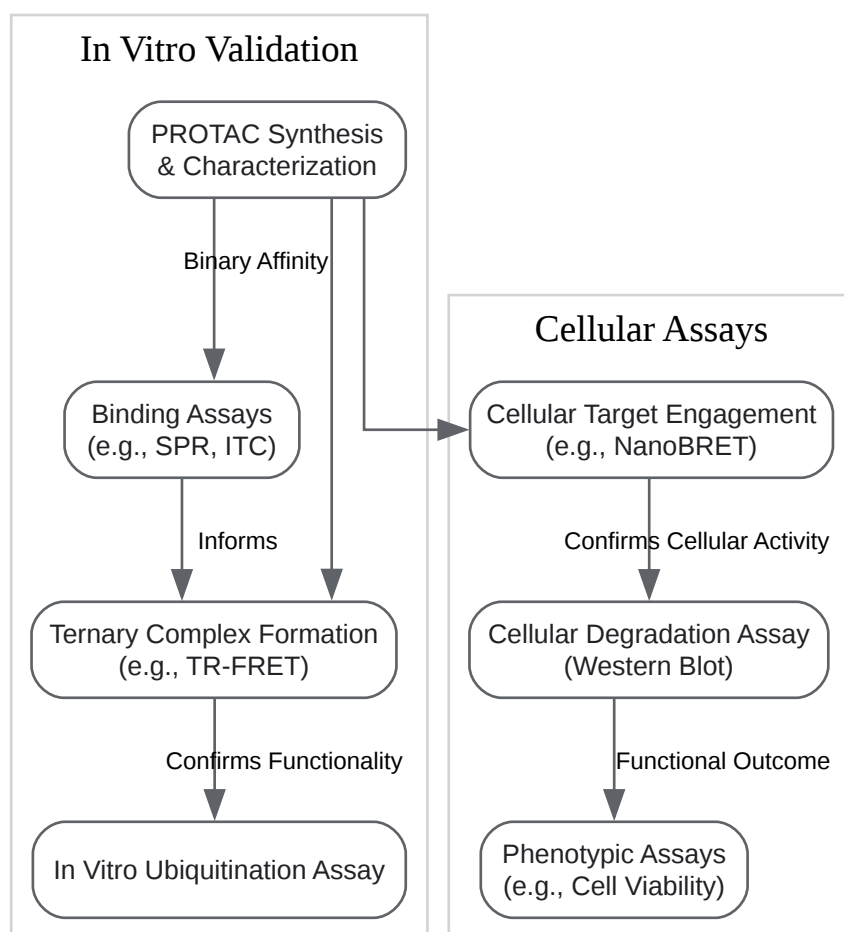 In Vitro Validation
PROTAC Synthesis
& Characterization
Binary Affinity
Binding Assays
(e.g., SPR, ITC)
Informs
Ternary Complex Formation
(e.g., TR-FRET)
Confirms Functionality
In Vitro Ubiquitination Assay
Cellular Assays
Cellular Target Engagement
(e.g., NanoBRET)
Confirms Cellular Activity
Cellular Degradation Assay
(Western Blot)
Functional Outcome
Phenotypic Assays
(e.g., Cell Viability)